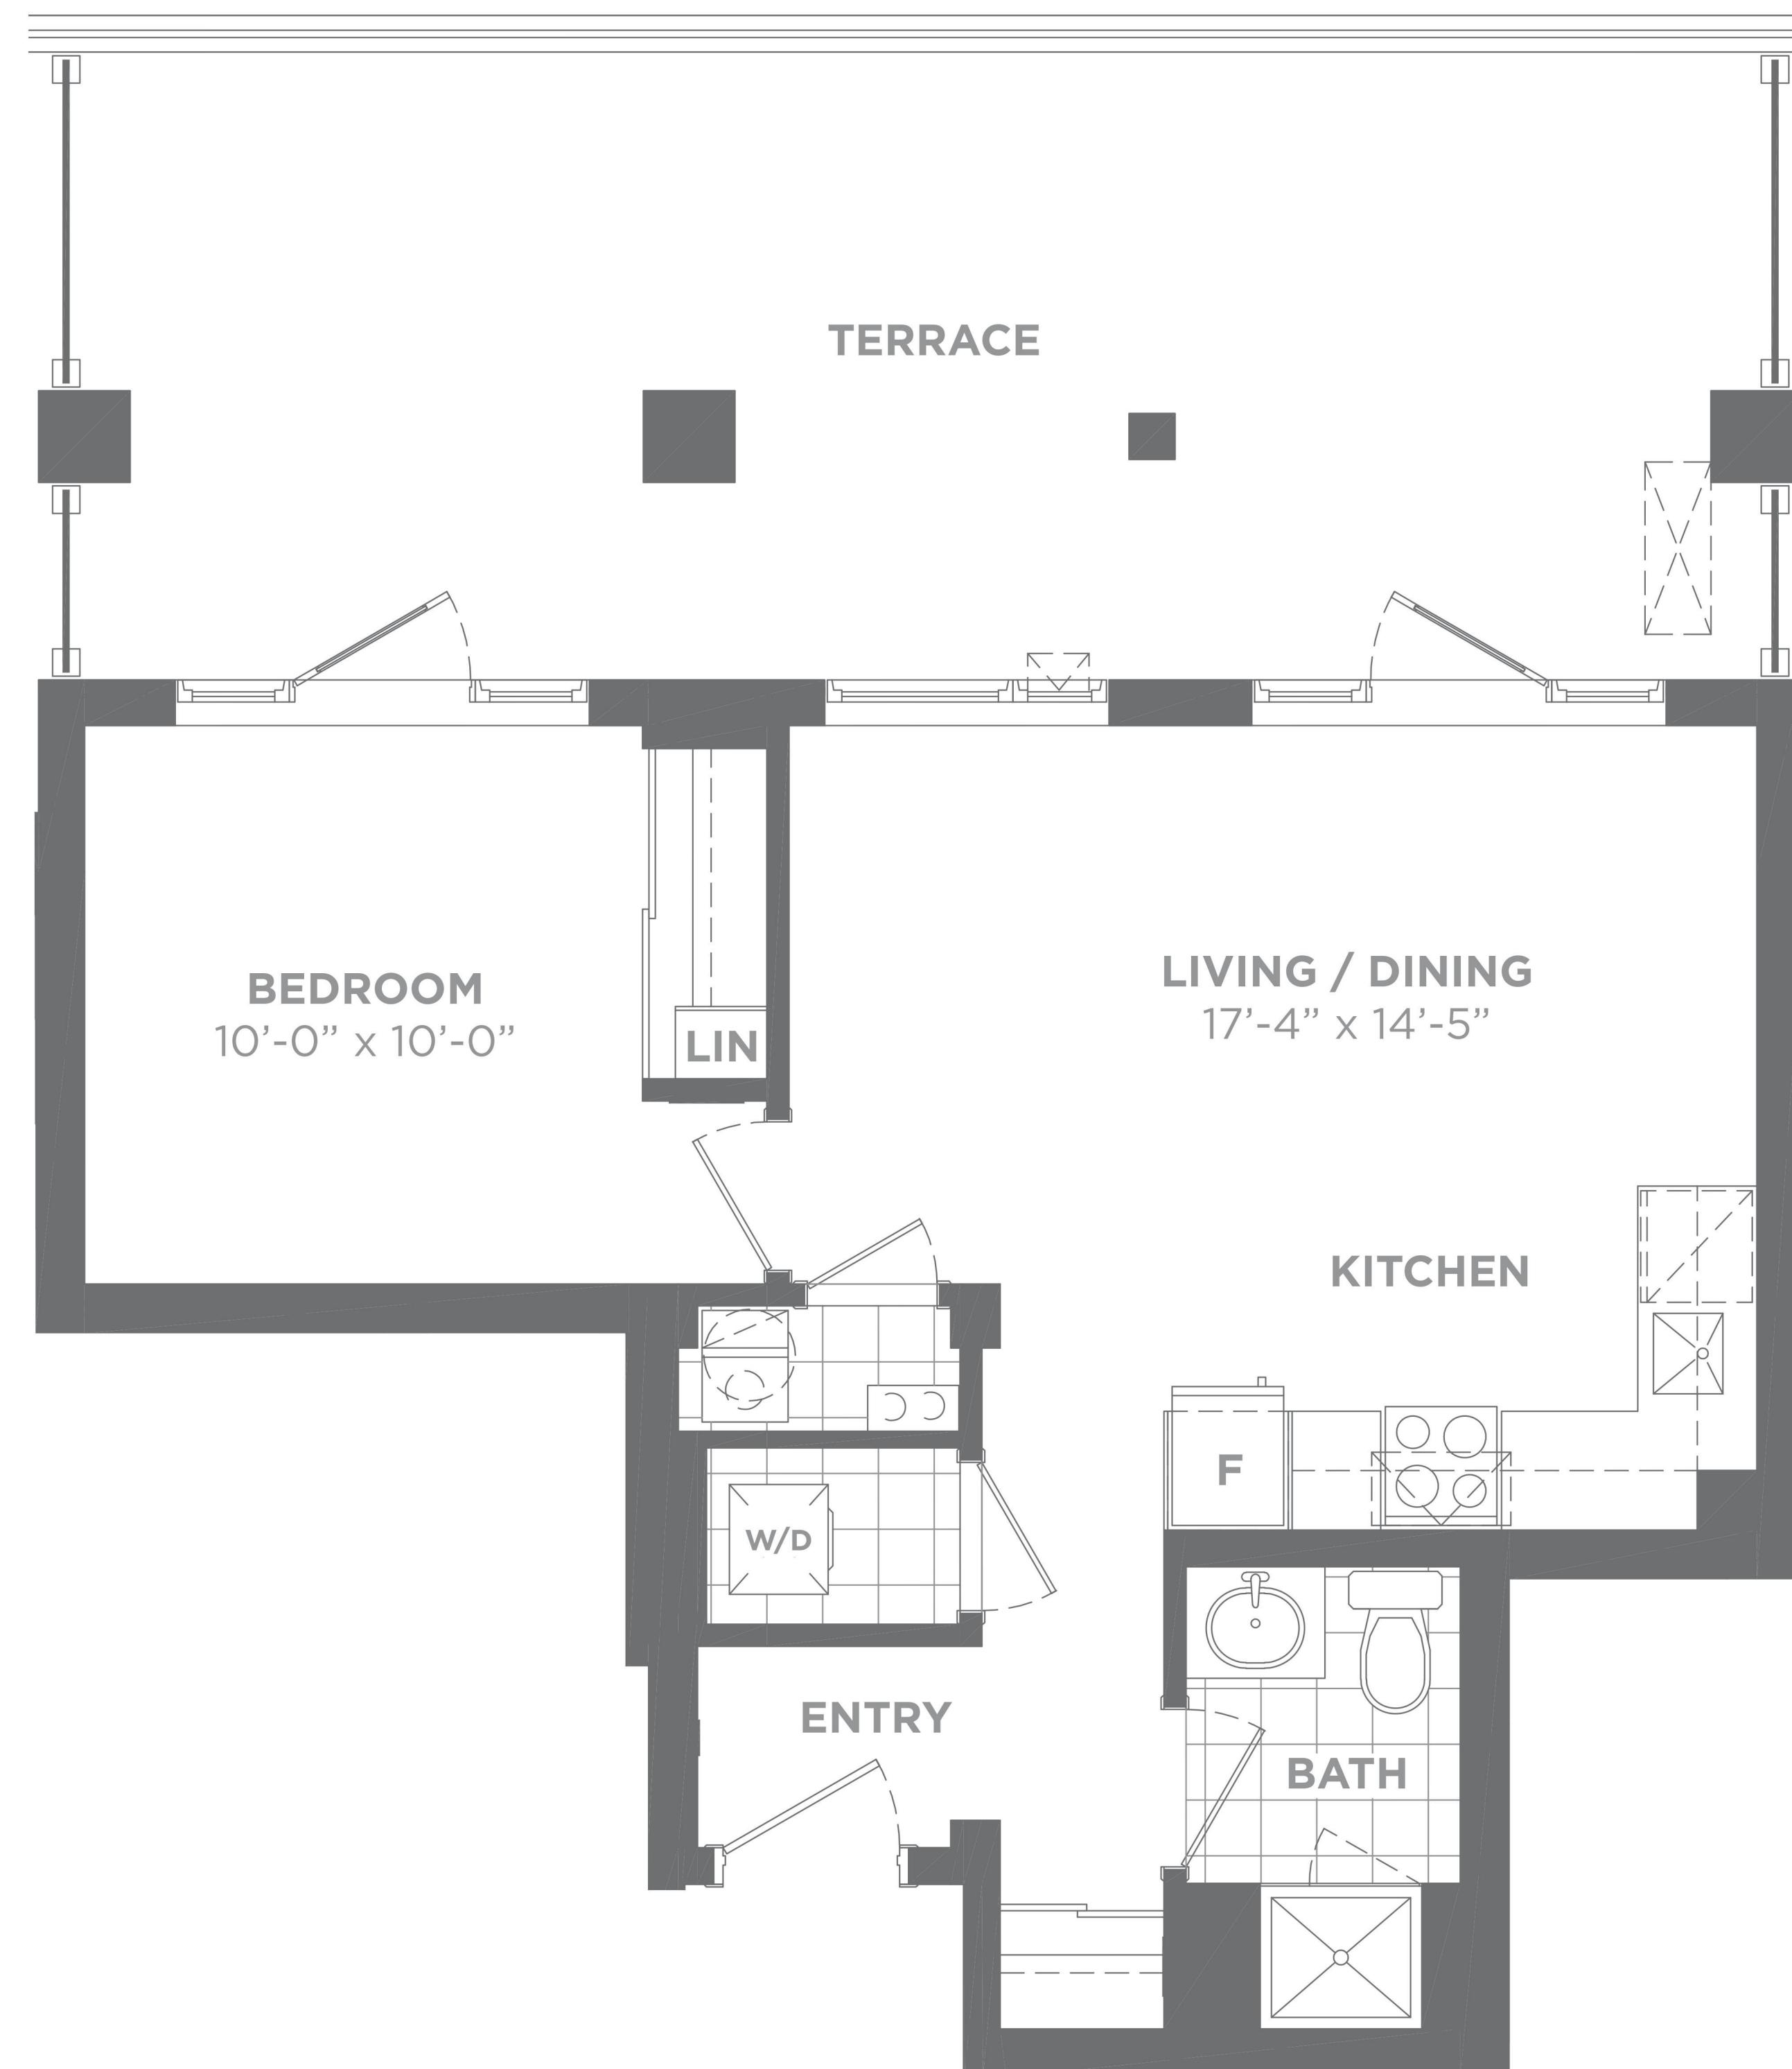 TERRACE
BEDROOM
10’-0” x 10’-0”
LIN
LIVING / DINING
17’-4” x 14’-5”
KITCHEN
F
W/D
ENTRY
BATH